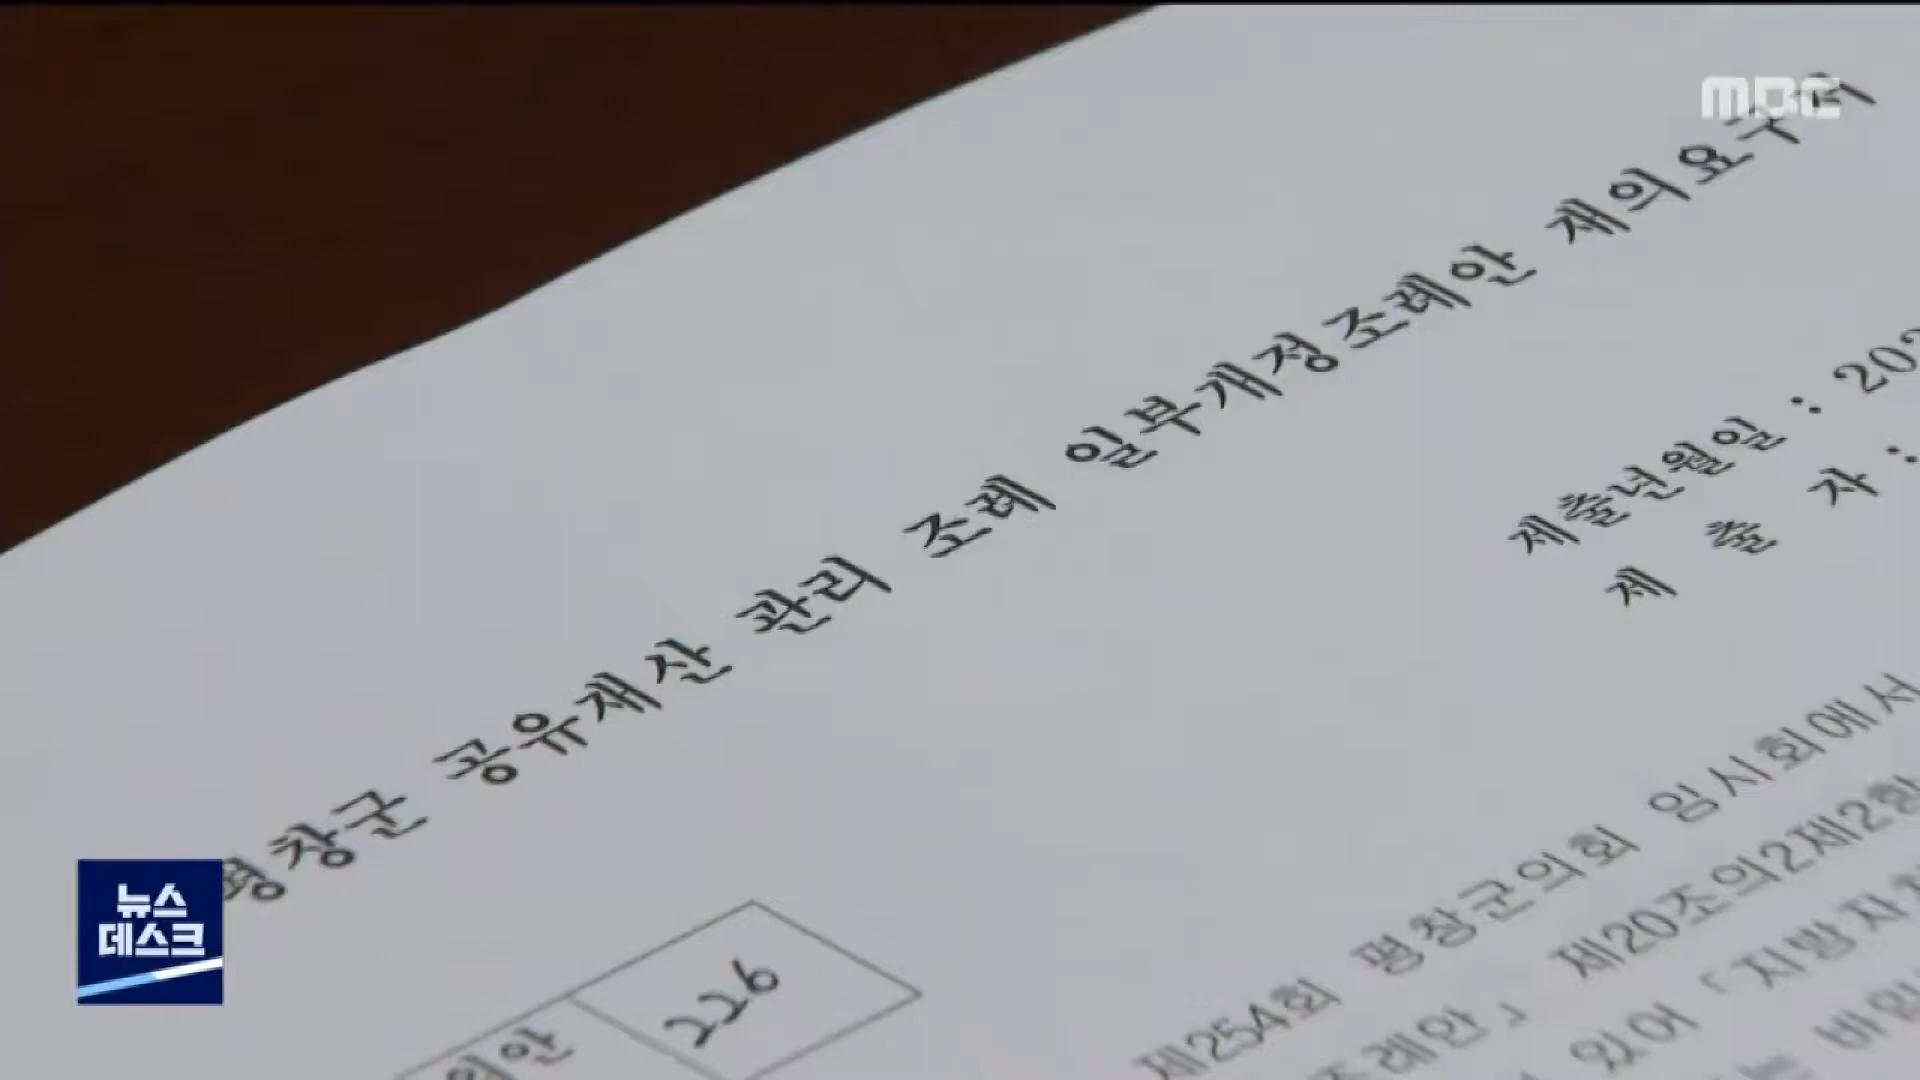 MBC
평창군 공유재산 관리 조례 일부개정조례안 재의요구서
제출년월일 : 202
제 출 자 :
의안
226
제254회 평창군의회 임시회에서
조례안」 제20조의2제2항
있어 「지방자치
뉴스
데스크